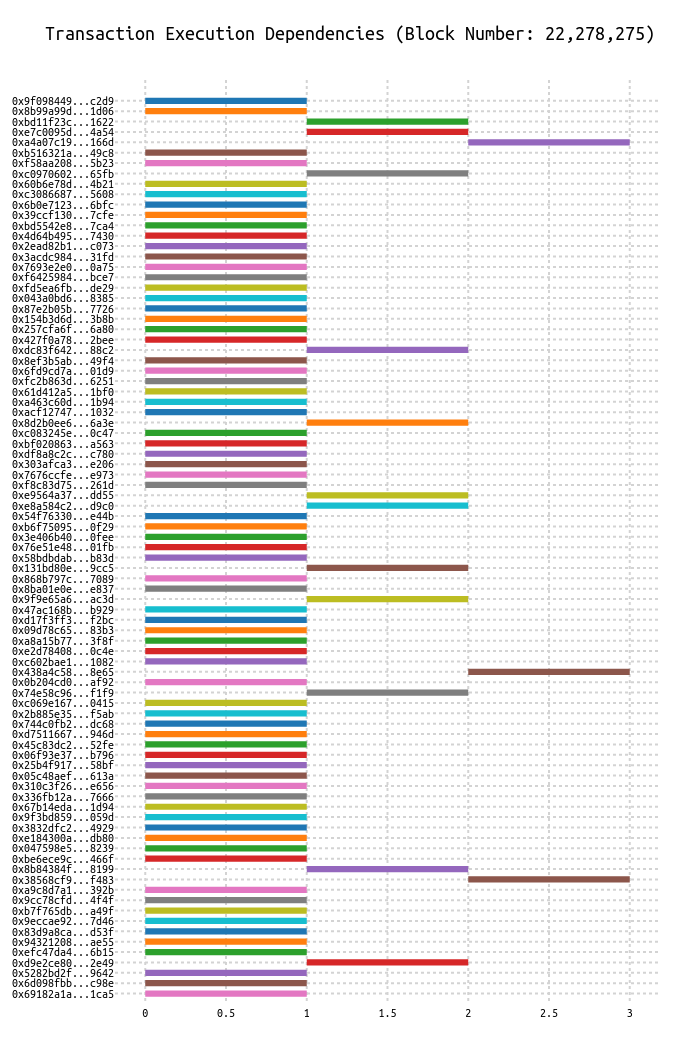 Transaction Execution Dependencies (Block Number: 22,278,275)
0x9f098449...c2d9
0x8b99a99d...1d06
0xbd11f23c...1622
0xe7c0095d...4a54
0xa4a07c19...166d
0xb516321a...49c8
0xf58aa208...5b23
0xc0970602...65fb
0x60b6e78d...4b21
0xc3086687...5608
0x6b0e7123...6bfc
0x39ccf130...7cfe
0xbd5542e8...7ca4
0x4d64b495...7430
0x2ead82b1...c073
0x3acdc984...31fd
0x7693e2e0...0a75
0xf6425984...bce7
0xfd5ea6fb...de29
0x043a0bd6...8385
0x87e2b05b...7726
0x154b3d6d...3b8b
0x257cfa6f...6a80
0x427f0a78...2bee
0xdc83f642...88c2
0x8ef3b5ab...49f4
0x6fd9cd7a...01d9
0xfc2b863d...6251
0x61d412a5...1bf0
0xa463c60d...1b94
0xacf12747...1032
0x8d2b0ee6...6a3e
0xc083245e...0c47
0xbf020863...a563
0xdf8a8c2c...c780
0x303afca3...e206
0x7676ccfe...e973
0xf8c83d75...261d
0xe9564a37...dd55
0xe8a584c2...d9c0
0x54f76330...e44b
0xb6f75095...0f29
0x3e406b40...0fee
0x76e51e48...01fb
0x58bdbdab...b83d
0x131bd80e...9cc5
0x868b797c...7089
0x8ba01e0e...e837
0x9f9e65a6...ac3d
0x47ac168b...b929
0xd17f3ff3...f2bc
0x09d78c65...83b3
0xa8a15b77...3f8f
0xe2d78408...0c4e
0xc602bae1...1082
0x438a4c58...8e65
0x0b204cd0...af92
0x74e58c96...f1f9
0xc069e167...0415
0x2b885e35...f5ab
0x744c0fb2...dc68
0xd7511667...946d
0x45c83dc2...52fe
0x06f93e37...b796
0x25b4f917...58bf
0x05c48aef...613a
0x310c3f26...e656
0x336fb12a...7666
0x67b14eda...1d94
0x9f3bd859...059d
0x3832dfc2...4929
0xe184300a...db80
0x047598e5...8239
0xbe6ece9c...466f
0x8b84384f...8199
0x38568cf9...f483
0xa9c8d7a1...392b
0x9cc78cfd...4f4f
0xb7f765db...a49f
0x9eccae92...7d46
0x83d9a8ca...d53f
0x94321208...ae55
0xefc47da4...6b15
0xd9e2ce80...2e49
0x5282bd2f...9642
0x6d098fbb...c98e
0x69182a1a...1ca5
0 0.5 1 1.5 2 2.5 3